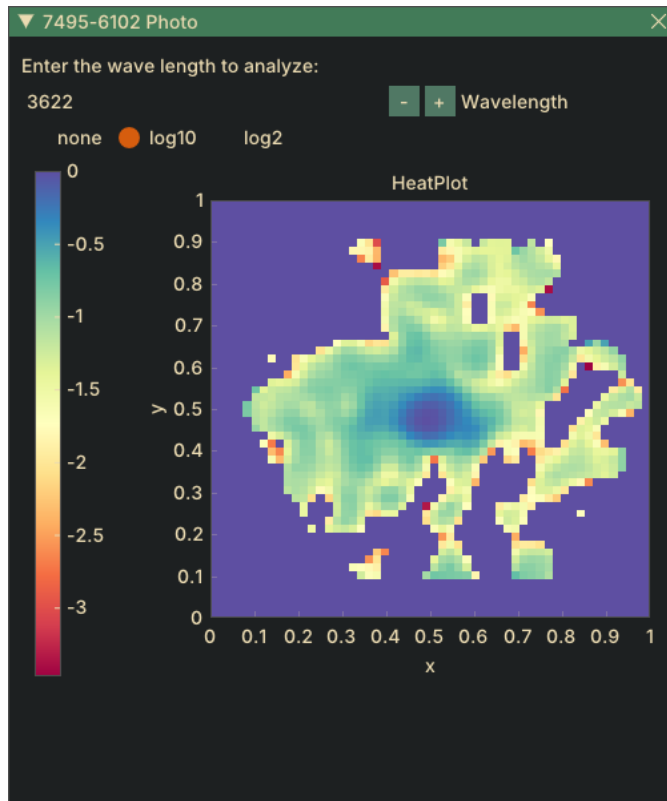 7495-6102 Photo
Enter the wave length to analyze:
3622 - + Wavelength
none log10 log2
HeatPlot
0
-0.5
-1
-1.5
-2
-2.5
-3
1
0.9
0.8
0.7
0.6
0.5
0.4
0.3
0.2
0.1
0
y
0 0.1 0.2 0.3 0.4 0.5 0.6 0.7 0.8 0.9 1
x